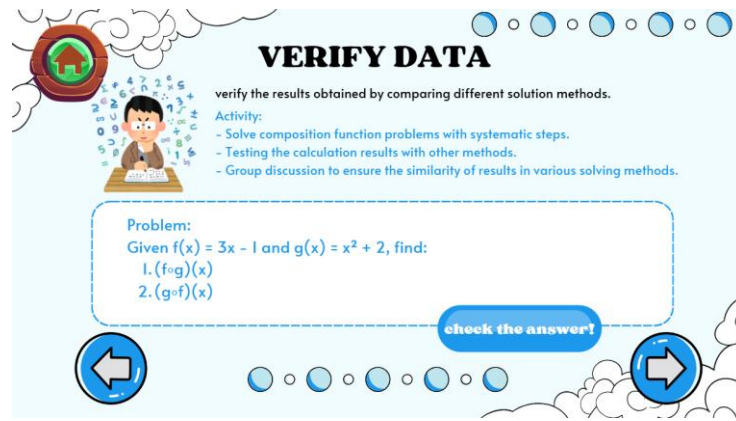 VERIFY DATA
verify the results obtained by comparing different solution methods.
Activity:
- Solve composition function problems with systematic steps.
- Testing the calculation results with other methods.
- Group discussion to ensure the similarity of results in various solving methods.
Problem:
Given f(x) = 3x - 1 and g(x) = x² + 2, find:
1. (f∘g)(x)
2. (g∘f)(x)
check the answer!